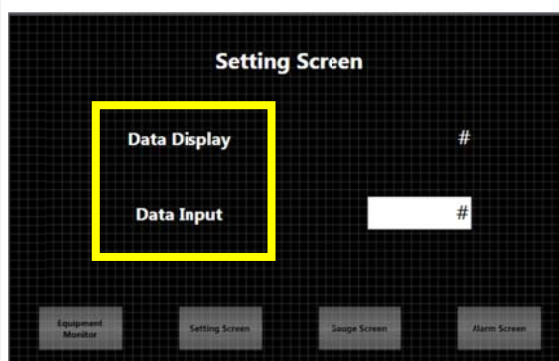 Setting Screen
Data Display #
Data Input #
Equipment
Monitor
Setting Screen
Gauge Screen
Alarm Screen